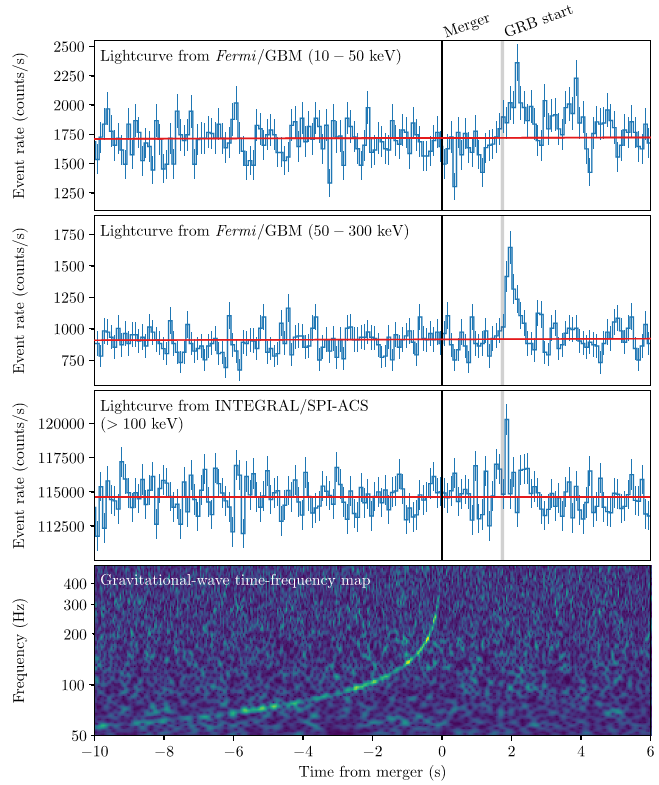 Merger
GRB start
Lightcurve from Fermi/GBM (10 − 50 keV)
Event rate (counts/s)
2500
2250
2000
1750
1500
1250
Lightcurve from Fermi/GBM (50 − 300 keV)
Event rate (counts/s)
1750
1500
1250
1000
750
Lightcurve from INTEGRAL/SPI-ACS
(> 100 keV)
Event rate (counts/s)
120000
117500
115000
112500
Gravitational-wave time-frequency map
Frequency (Hz)
400
300
200
100
50
−10 −8 −6 −4 −2 0 2 4 6
Time from merger (s)